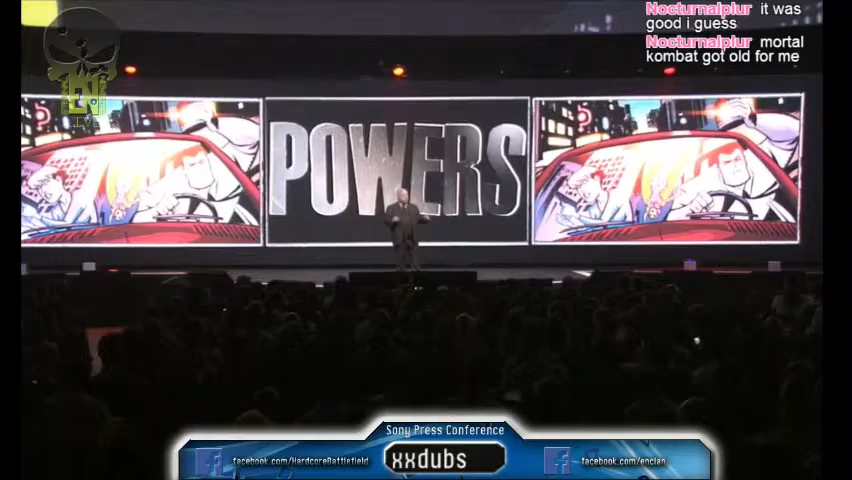 Nocturnalplur it was
good i guess
Nocturnalplur mortal
kombat got old for me
POWERS
Sony Press Conference
facebook.com/HardcoreBattlefield
xxdubs
facebook.com/enclan